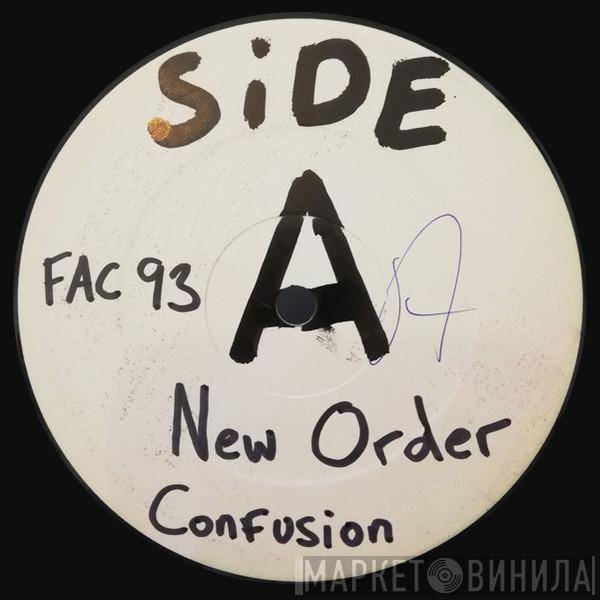 SiDE
A
FAC 93
New Order
Confusion
МАРКЕТ ВИНИЛА